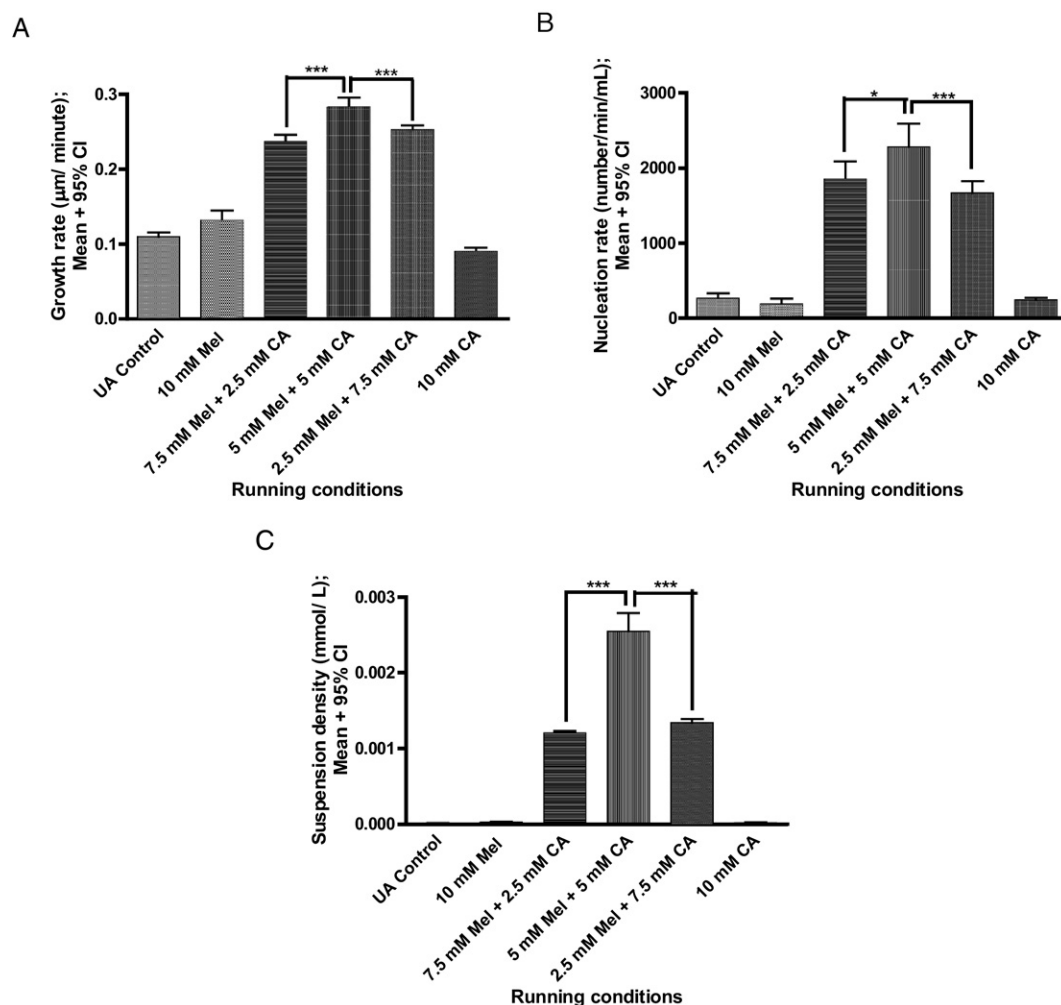 A
Growth rate (µm/ minute);
Mean + 95% CI
0.3
0.2
0.1
0.0
***
***
UA Control
10 mM Mel
7.5 mM Mel + 2.5 mM CA
5 mM Mel + 5 mM CA
2.5 mM Mel + 7.5 mM CA
10 mM CA
Running conditions
B
Nucleation rate (number/min/mL);
Mean + 95% CI
3000
2000
1000
0
*
***
UA Control
10 mM Mel
7.5 mM Mel + 2.5 mM CA
5 mM Mel + 5 mM CA
2.5 mM Mel + 7.5 mM CA
10 mM CA
Running conditions
C
Suspension density (mmol/ L);
Mean + 95% CI
0.003
0.002
0.001
0.000
***
***
UA Control
10 mM Mel
7.5 mM Mel + 2.5 mM CA
5 mM Mel + 5 mM CA
2.5 mM Mel + 7.5 mM CA
10 mM CA
Running conditions